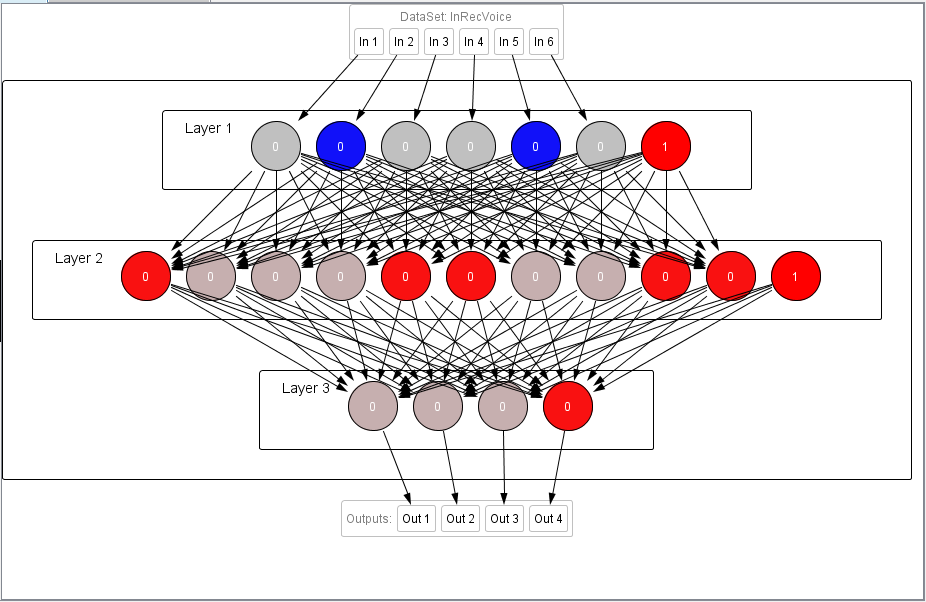 DataSet: InRecVoice
In 1 In 2 In 3 In 4 In 5 In 6
Layer 1
0 0 0 0 0 0 1
Layer 2
0 0 0 0 0 0 0 0 0 0 1
Layer 3
0 0 0 0
Outputs: Out 1 Out 2 Out 3 Out 4